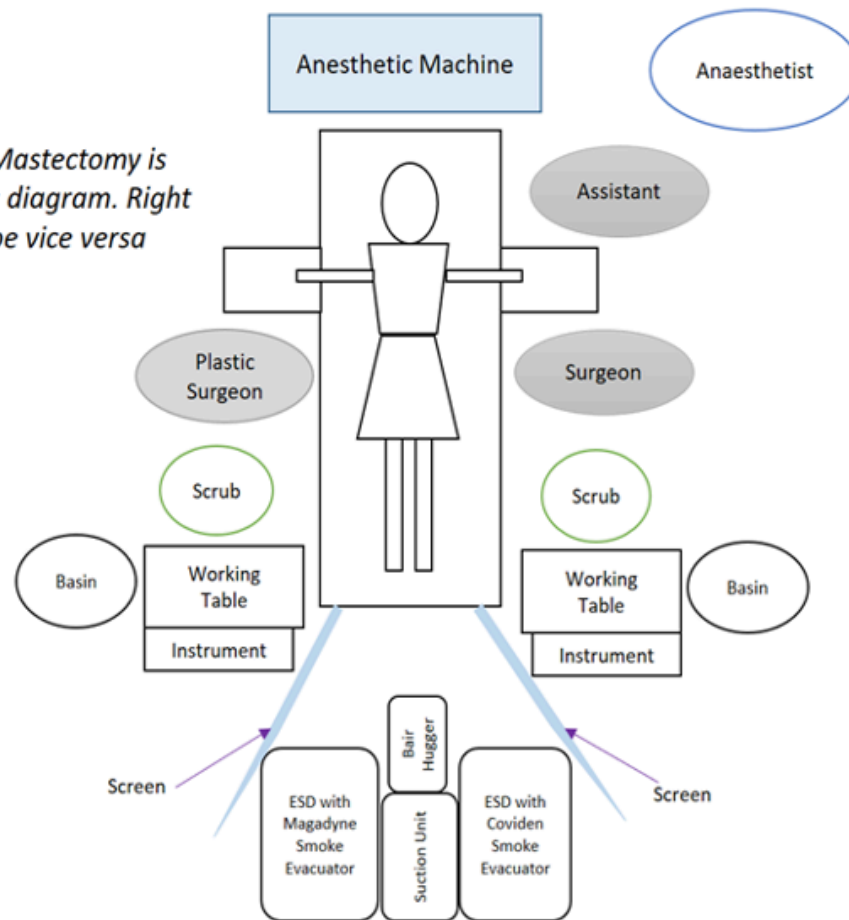 Anesthetic Machine
Anaesthetist
Mastectomy is
diagram. Right
vice versa
Assistant
Plastic
Surgeon
Surgeon
Scrub
Scrub
Basin
Working
Table
Instrument
Working
Table
Instrument
Basin
Bair
Hugger
Screen
Screen
ESD with
Magadyne
Smoke
Evacuator
Suction Unit
ESD with
Coviden
Smoke
Evacuator